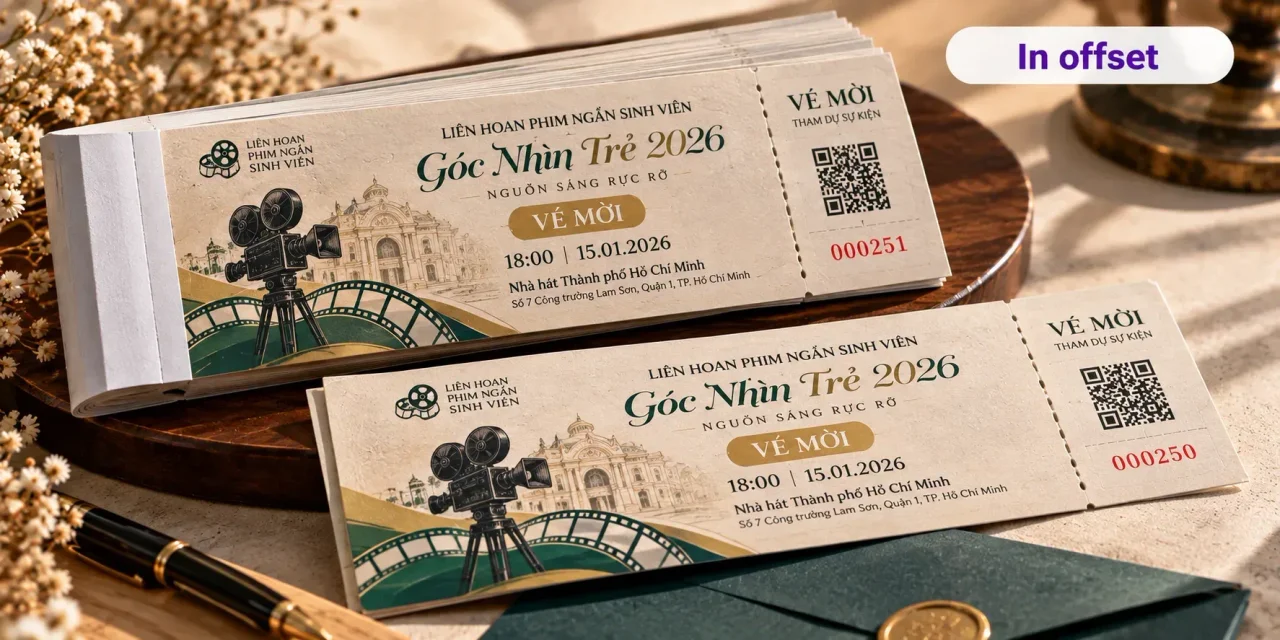 In offset
LIÊN HOAN
PHIM NGẮN
SINH VIÊN
LIÊN HOAN PHIM NGẮN SINH VIÊN
Góc Nhìn Trẻ 2026
NGUỒN SÁNG RỰC RỠ
VÉ MỜI
18:00 | 15.01.2026
Nhà hát Thành phố Hồ Chí Minh
Số 7 Công trường Lam Sơn, Quận 1, TP. Hồ Chí Minh
VÉ MỜI
THAM DỰ SỰ KIỆN
000251
LIÊN HOAN
PHIM NGẮN
SINH VIÊN
LIÊN HOAN PHIM NGẮN SINH VIÊN
Góc Nhìn Trẻ 2026
NGUỒN SÁNG RỰC RỠ
VÉ MỜI
18:00 | 15.01.2026
Nhà hát Thành phố Hồ Chí Minh
Số 7 Công trường Lam Sơn, Quận 1, TP. Hồ Chí Minh
VÉ MỜI
THAM DỰ SỰ KIỆN
000250